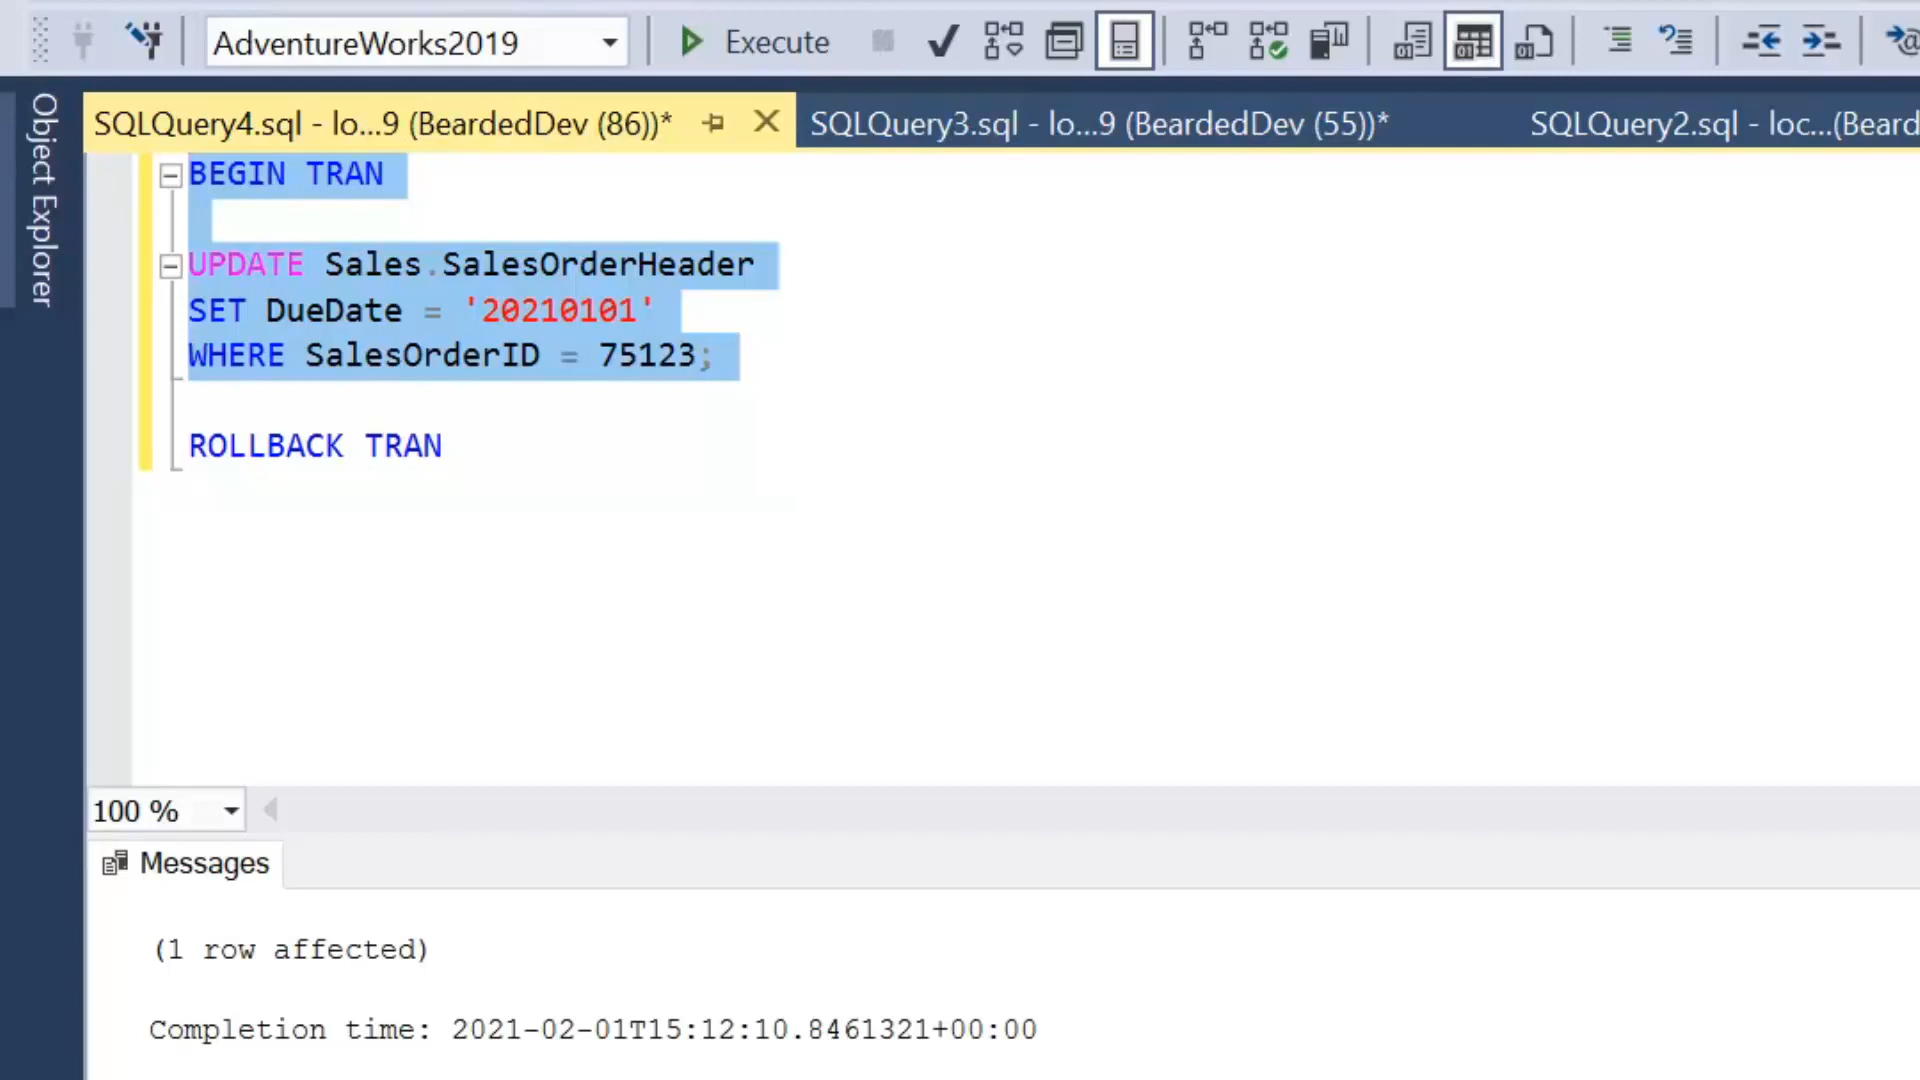 AdventureWorks2019
Execute
Object Explorer
SQLQuery4.sql - lo...9 (BeardedDev (86))*
SQLQuery3.sql - lo...9 (BeardedDev (55))*
SQLQuery2.sql - loc...(Beard
BEGIN TRAN
UPDATE Sales.SalesOrderHeader
SET DueDate = '20210101'
WHERE SalesOrderID = 75123;
ROLLBACK TRAN
100 %
Messages
(1 row affected)
Completion time: 2021-02-01T15:12:10.8461321+00:00